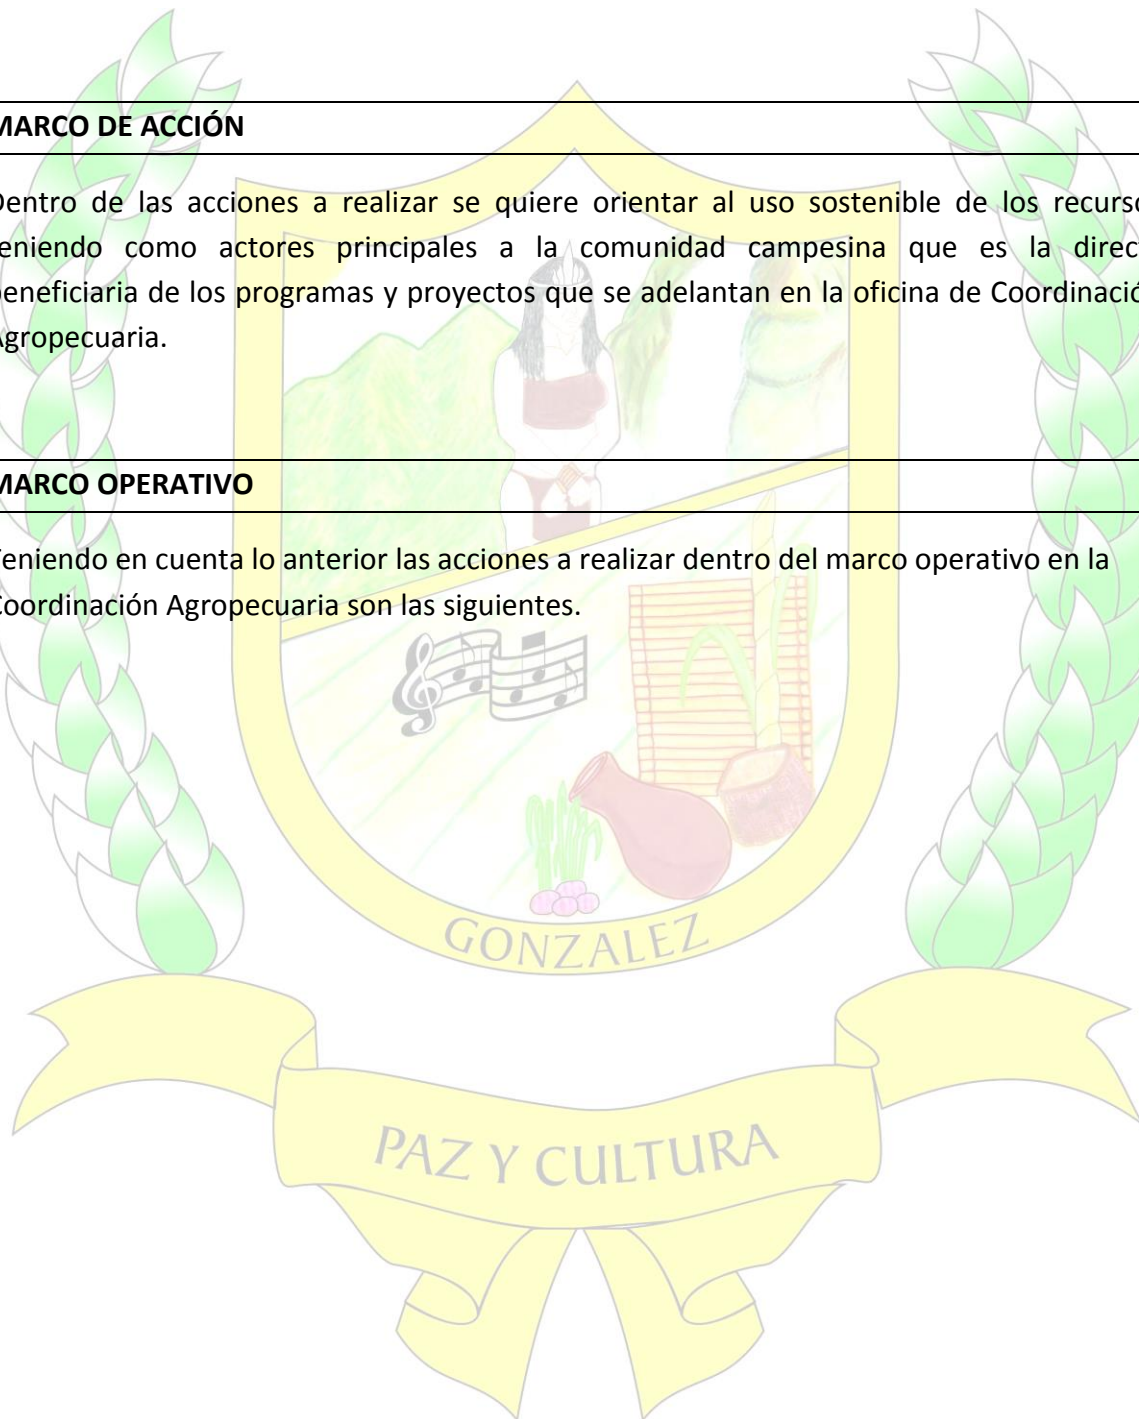 MARCO DE ACCIÓN
Dentro de las acciones a realizar se quiere orientar al uso sostenible de los recurso
teniendo como actores principales a la comunidad campesina que es la direct
beneficiaria de los programas y proyectos que se adelantan en la oficina de Coordinació
Agropecuaria.
MARCO OPERATIVO
Teniendo en cuenta lo anterior las acciones a realizar dentro del marco operativo en la
Coordinación Agropecuaria son las siguientes.
GONZALEZ
PAZ Y CULTURA